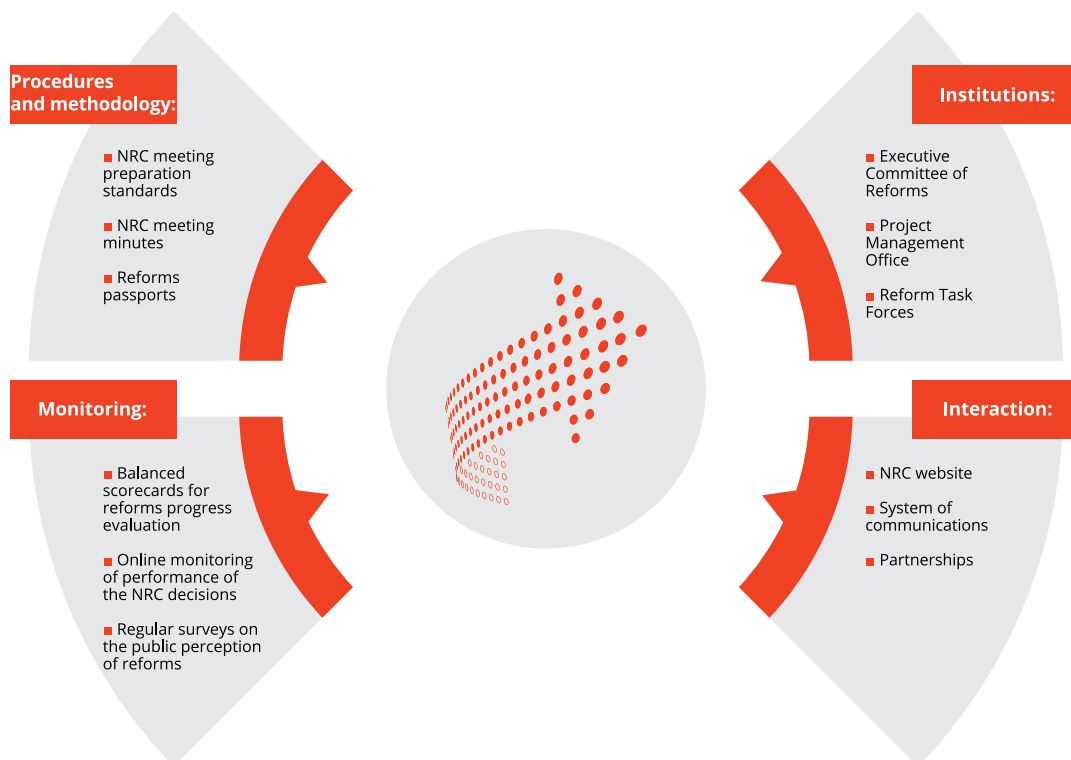 Procedures
and methodology:
■ NRC meeting
preparation
standards
■ NRC meeting
minutes
■ Reforms
passports
Institutions:
■ Executive
Committee of
Reforms
■ Project
Management
Office
■ Reform Task
Forces
Monitoring:
■ Balanced
scorecards for
reforms progress
evaluation
■ Online monitoring
of performance of
the NRC decisions
■ Regular surveys on
the public perception
of reforms
Interaction:
■ NRC website
■ System of
communications
■ Partnerships